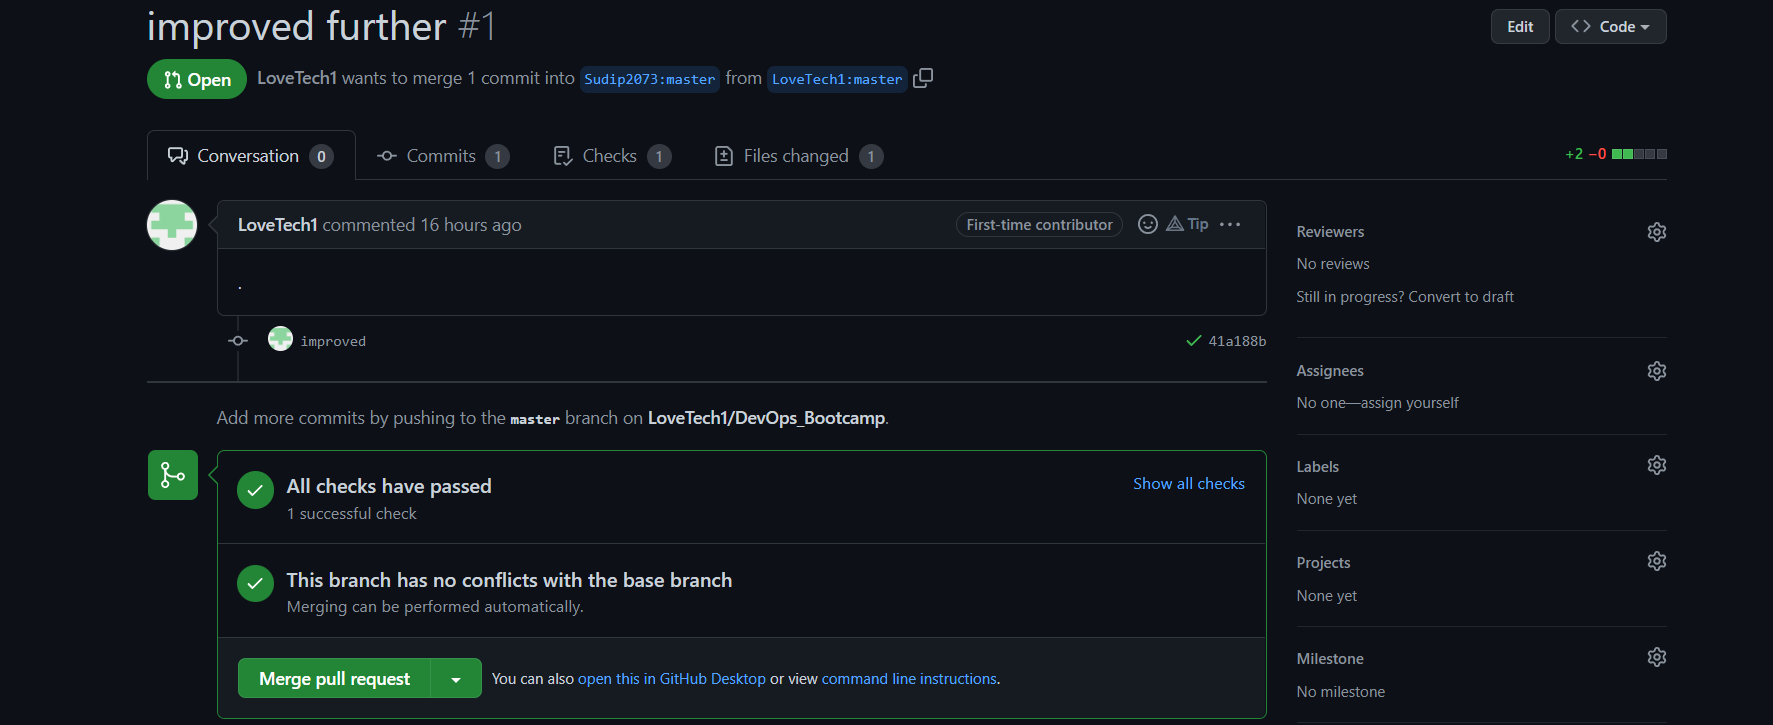 improved further #1
Edit
Code
Open
LoveTech1 wants to merge 1 commit into Sudip2073:master from LoveTech1:master
Conversation 0
Commits 1
Checks 1
Files changed 1
+2 −0
LoveTech1 commented 16 hours ago
First-time contributor
Tip
.
improved
41a188b
Add more commits by pushing to the master branch on LoveTech1/DevOps_Bootcamp.
All checks have passed
1 successful check
Show all checks
This branch has no conflicts with the base branch
Merging can be performed automatically.
Merge pull request
You can also open this in GitHub Desktop or view command line instructions.
Reviewers
No reviews
Still in progress? Convert to draft
Assignees
No one—assign yourself
Labels
None yet
Projects
None yet
Milestone
No milestone